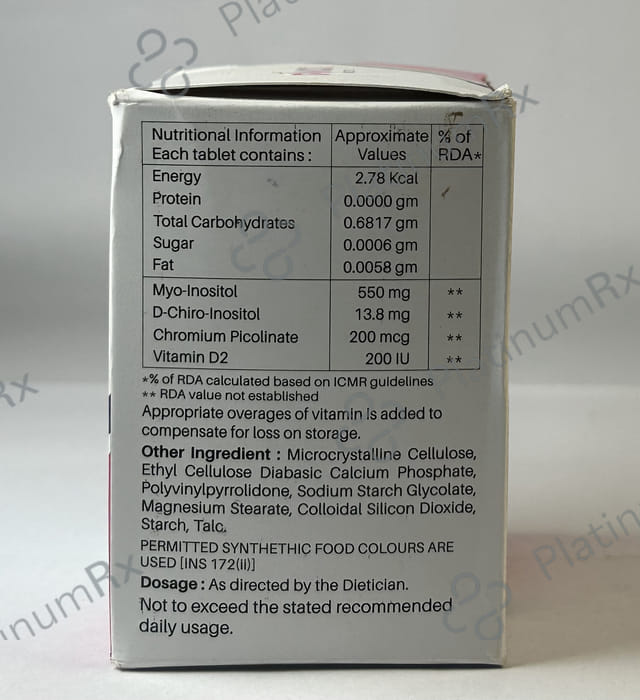 Nutritional Information Approximate % of
Each tablet contains : Values RDA*
Energy 2.78 Kcal
Protein 0.0000 gm
Total Carbohydrates 0.6817 gm
Sugar 0.0006 gm
Fat 0.0058 gm
Myo-Inositol 550 mg **
D-Chiro-Inositol 13.8 mg **
Chromium Picolinate 200 mcg **
Vitamin D2 200 IU **
*% of RDA calculated based on ICMR guidelines
** RDA value not established
Appropriate overages of vitamin is added to
compensate for loss on storage.
Other Ingredient : Microcrystalline Cellulose,
Ethyl Cellulose Diabasic Calcium Phosphate,
Polyvinylpyrrolidone, Sodium Starch Glycolate,
Magnesium Stearate, Colloidal Silicon Dioxide,
Starch, Talc.
PERMITTED SYNTHETHIC FOOD COLOURS ARE
USED [INS 172(ii)]
Dosage : As directed by the Dietician.
Not to exceed the stated recommended
daily usage.